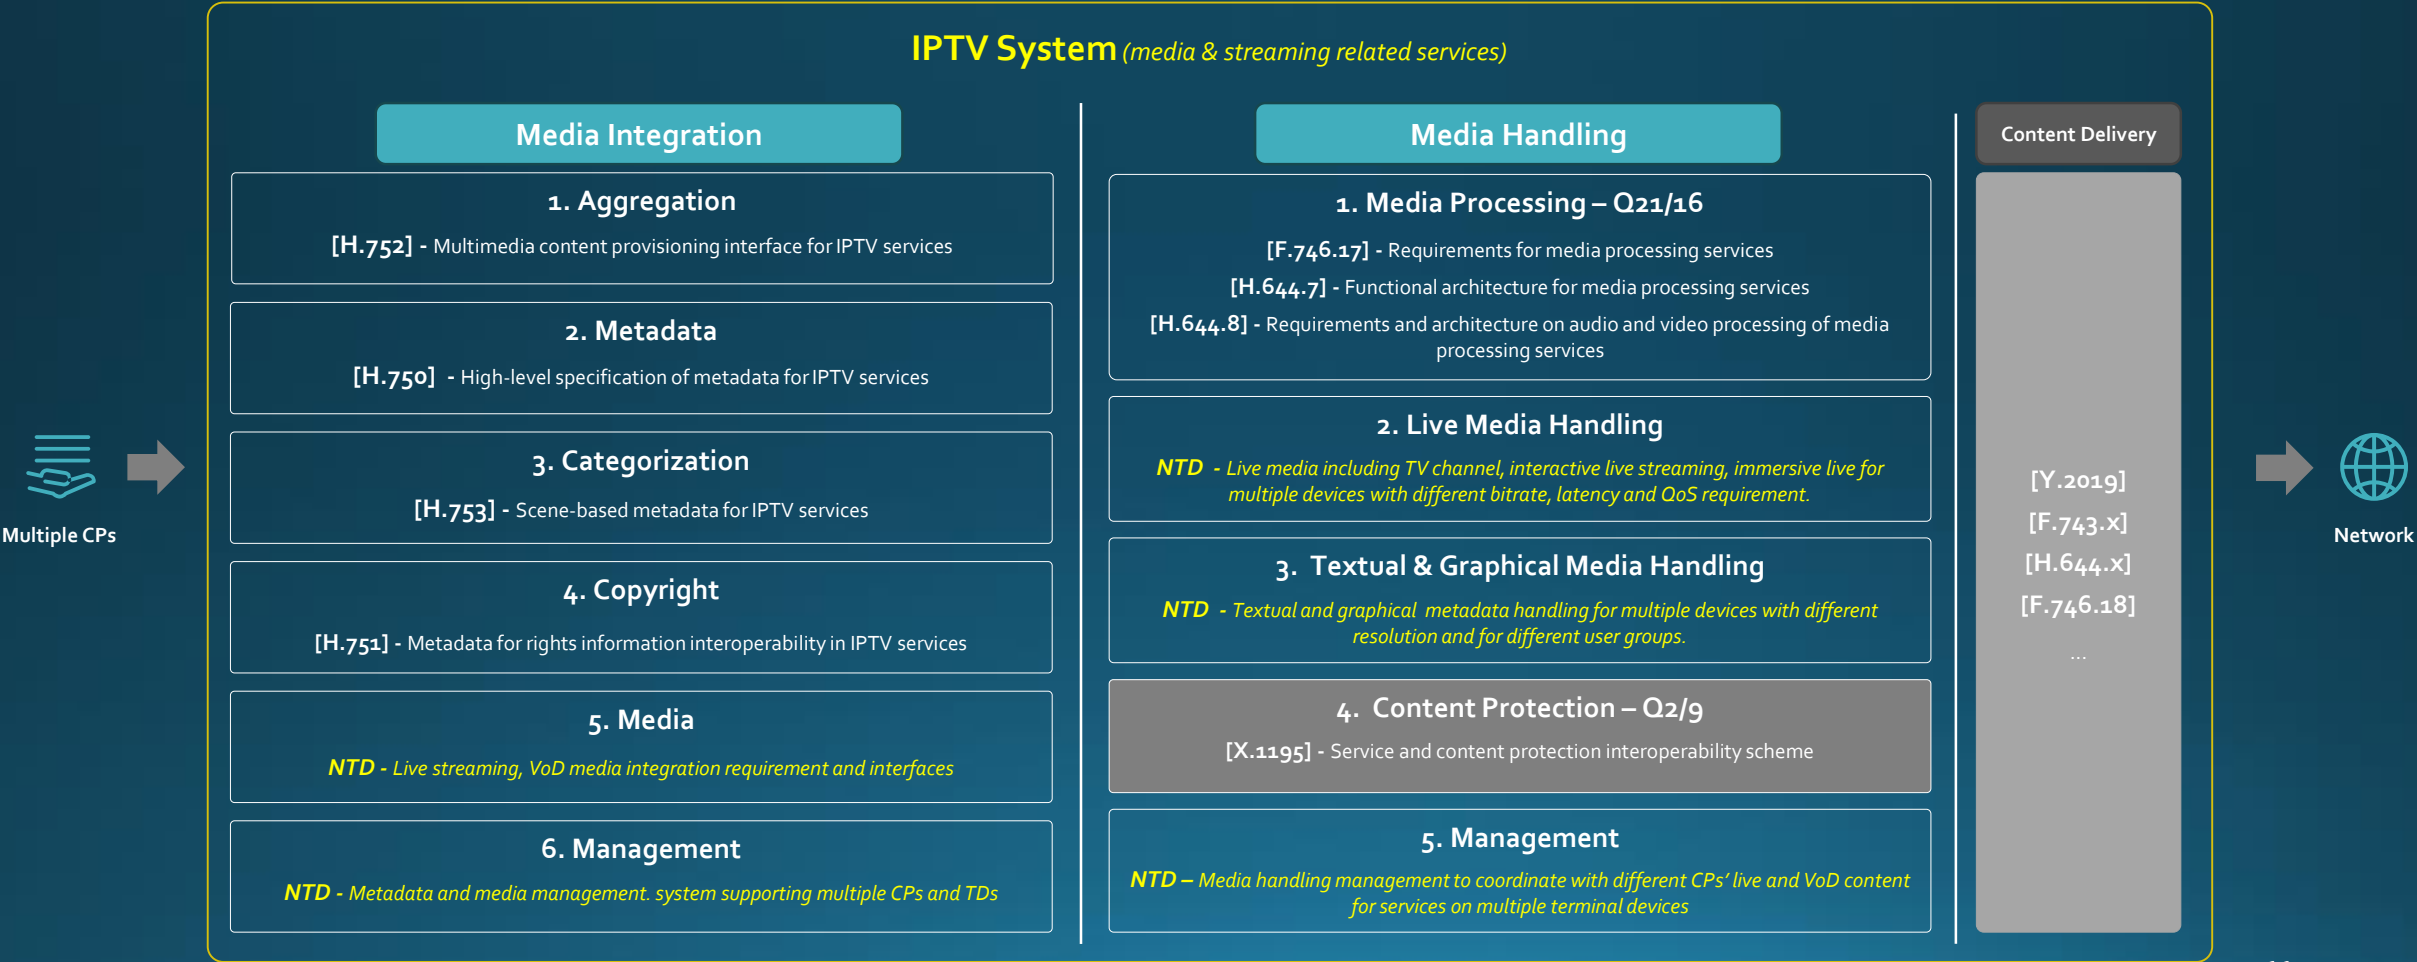 IPTV System (media & streaming related services)
Multiple CPs
Media Integration
1. Aggregation
[H.752] - Multimedia content provisioning interface for IPTV services
2. Metadata
[H.750] - High-level specification of metadata for IPTV services
3. Categorization
[H.753] - Scene-based metadata for IPTV services
4. Copyright
[H.751] - Metadata for rights information interoperability in IPTV services
5. Media
NTD - Live streaming, VoD media integration requirement and interfaces
6. Management
NTD - Metadata and media management. system supporting multiple CPs and TDs
Media Handling
1. Media Processing – Q21/16
[F.746.17] - Requirements for media processing services
[H.644.7] - Functional architecture for media processing services
[H.644.8] - Requirements and architecture on audio and video processing of media
processing services
2. Live Media Handling
NTD - Live media including TV channel, interactive live streaming, immersive live for
multiple devices with different bitrate, latency and QoS requirement.
3. Textual & Graphical Media Handling
NTD - Textual and graphical metadata handling for multiple devices with different
resolution and for different user groups.
4. Content Protection – Q2/9
[X.1195] - Service and content protection interoperability scheme
5. Management
NTD – Media handling management to coordinate with different CPs' live and VoD content
for services on multiple terminal devices
Content Delivery
[Y.2019]
[F.743.x]
[H.644.x]
[F.746.18]
...
Network